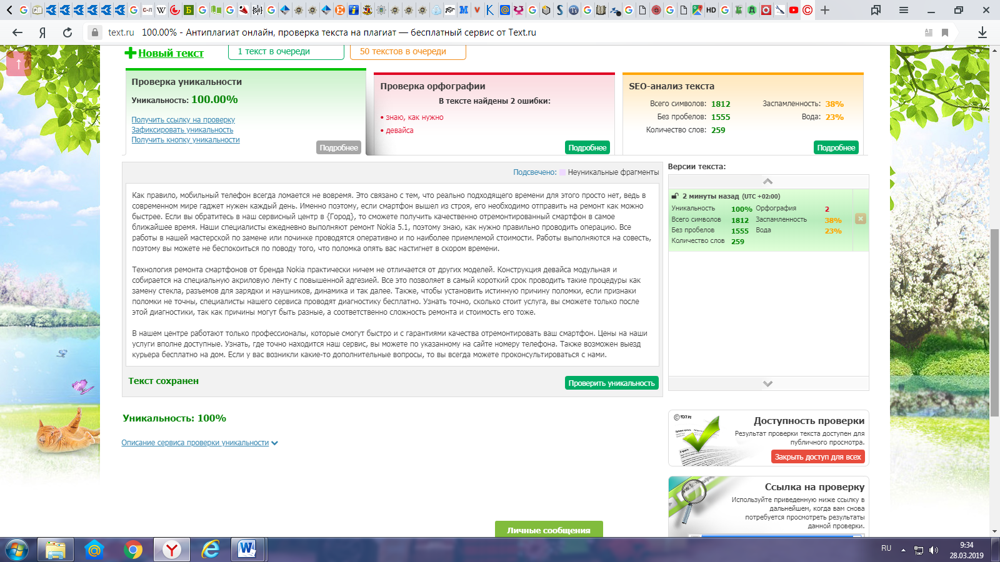 text.ru 100.00% - Антиплагиат онлайн, проверка текста на плагиат — бесплатный сервис от Text.ru
Новый текст
1 текст в очереди
50 текстов в очереди
Проверка уникальности
Уникальность: 100.00%
Получить ссылку на проверку
Зафиксировать уникальность
Получить кнопку уникальности
Подробнее
Проверка орфографии
В тексте найдены 2 ошибки:
• знаю, как нужно
• девайса
Подробнее
SEO-анализ текста
Всего символов: 1812 Заспамленность: 38%
Без пробелов: 1555 Вода: 23%
Количество слов: 259
Подробнее
Подсвечено: Неуникальные фрагменты
Как правило, мобильный телефон всегда ломается не вовремя. Это связано с тем, что реально подходящего времени для этого просто нет, ведь в
современном мире гаджет нужен каждый день. Именно поэтому, если смартфон вышел из строя, его необходимо отправить на ремонт как можно
быстрее. Если вы обратитесь в наш сервисный центр в {Город}, то сможете получить качественно отремонтированный смартфон в самое
ближайшее время. Наши специалисты ежедневно выполняют ремонт Nokia 5.1, поэтому знаю, как нужно правильно проводить операцию. Все
работы в нашей мастерской по замене или починке проводятся оперативно и по наиболее приемлемой стоимости. Работы выполняются на совесть,
поэтому вы можете не беспокоиться по поводу того, что поломка опять вас настигнет в скором времени.
Технология ремонта смартфонов от бренда Nokia практически ничем не отличается от других моделей. Конструкция девайса модульная и
собирается на специальную акриловую ленту с повышенной адгезией. Все это позволяет в самый короткий срок проводить такие процедуры как
замену стекла, разъемов для зарядки и наушников, динамика и так далее. Также, чтобы установить истинную причину поломки, если признаки
поломки не точны, специалисты нашего сервиса проводят диагностику бесплатно. Узнать точно, сколько стоит услуга, вы сможете только после
этой диагностики, так как причины могут быть разные, а соответственно сложность ремонта и стоимость его тоже.
В нашем центре работают только профессионалы, которые смогут быстро и с гарантиями качества отремонтировать ваш смартфон. Цены на наши
услуги вполне доступные. Узнать, где точно находится наш сервис, вы можете по указанному на сайте номеру телефона. Также возможен выезд
курьера бесплатно на дом. Если у вас возникли какие-то дополнительные вопросы, то вы всегда можете проконсультироваться с нами.
Текст сохранен
Проверить уникальность
Версии текста:
2 минуты назад (UTC +02:00)
Уникальность 100% Орфография 2
Всего символов 1812 Заспамленность 38%
Без пробелов 1555 Вода 23%
Количество слов 259
Уникальность: 100%
Описание сервиса проверки уникальности
Доступность проверки
Результат проверки текста доступен для
публичного просмотра.
Закрыть доступ для всех
Ссылка на проверку
Используйте приведенную ниже ссылку в
дальнейшем, когда вам снова
потребуется просмотреть результаты
данной проверки.
Личные сообщения
RU
9:34
28.03.2019